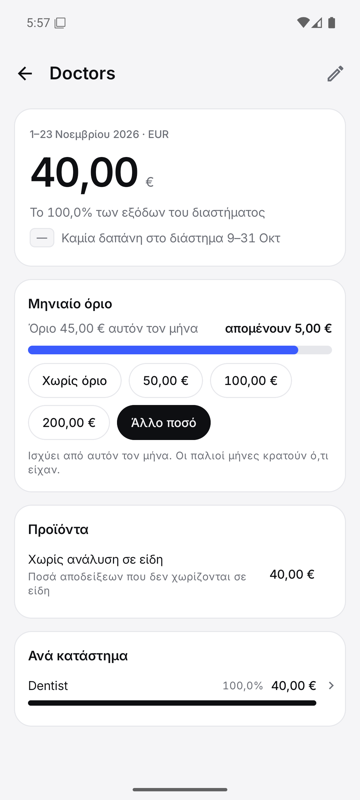 5:57
Doctors
1–23 Νοεμβρίου 2026 · EUR
40,00 €
Το 100,0% των εξόδων του διαστήματος
— Καμία δαπάνη στο διάστημα 9–31 Οκτ
Μηνιαίο όριο
Όριο 45,00 € αυτόν τον μήνα απομένουν 5,00 €
Χωρίς όριο 50,00 € 100,00 €
200,00 € Άλλο ποσό
Ισχύει από αυτόν τον μήνα. Οι παλιοί μήνες κρατούν ό,τι
είχαν.
Προϊόντα
Χωρίς ανάλυση σε είδη
Ποσά αποδείξεων που δεν χωρίζονται σε
είδη
40,00 €
Ανά κατάστημα
Dentist 100,0% 40,00 €